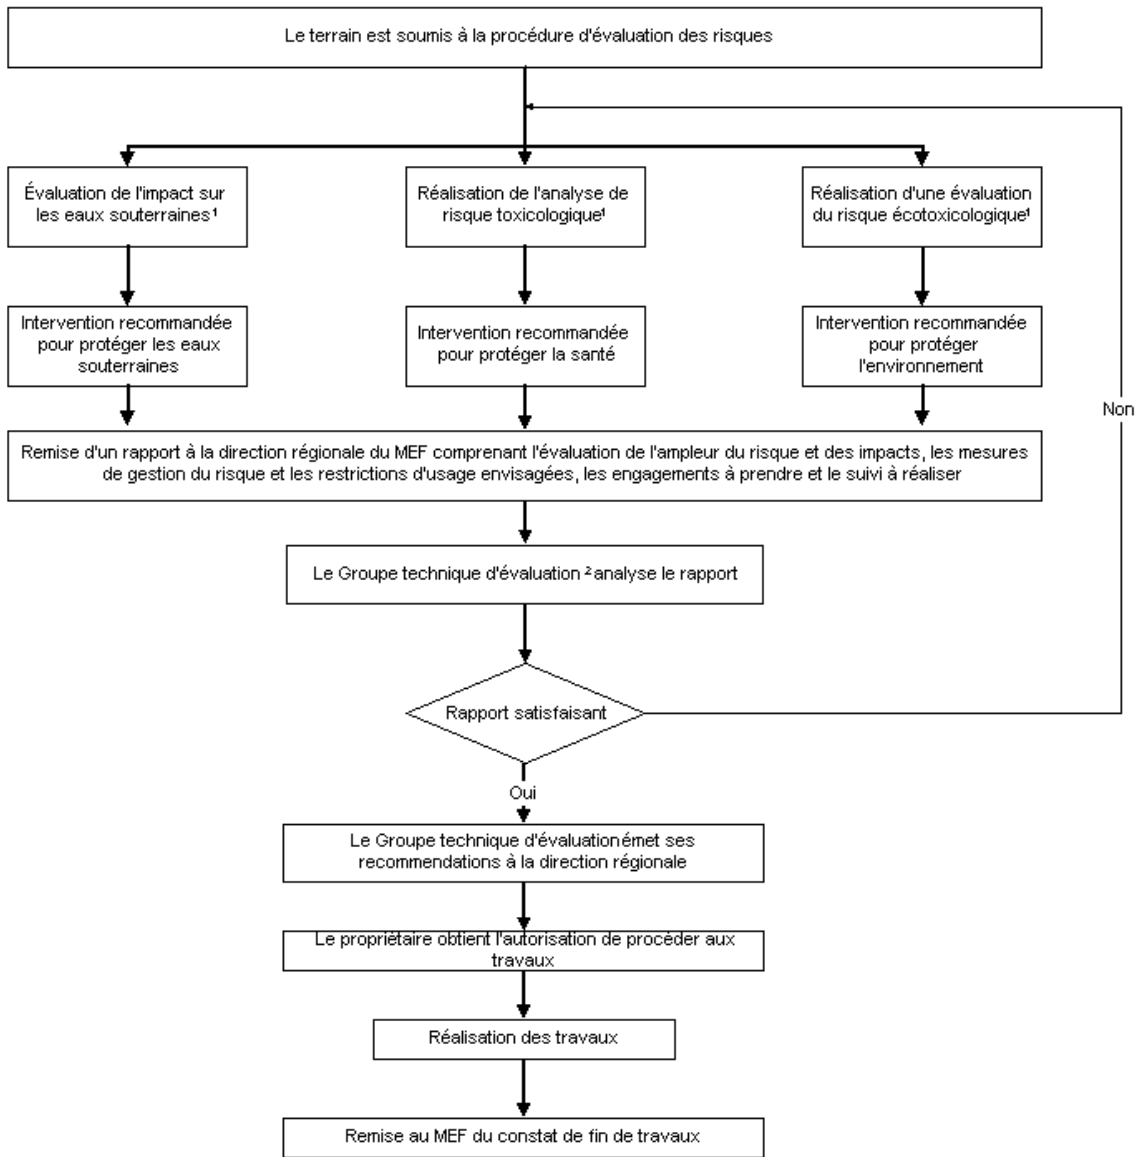 Le terrain est soumis à la procédure d'évaluation des risques
Évaluation de l'impact sur
les eaux souterraines¹
Réalisation de l'analyse de
risque toxicologique¹
Réalisation d'une évaluation
du risque écotoxicologique¹
Intervention recommandée
pour protéger les eaux
souterraines
Intervention recommandée
pour protéger la santé
Intervention recommandée
pour protéger
l'environnement
Non
Remise d'un rapport à la direction régionale du MEF comprenant l'évaluation de l'ampleur du risque et des impacts, les mesures
de gestion du risque et les restrictions d'usage envisagées, les engagements à prendre et le suivi à réaliser
Le Groupe technique d'évaluation ² analyse le rapport
Rapport satisfaisant
Oui
Le Groupe technique d'évaluation émet ses
recommendations à la direction régionale
Le propriétaire obtient l'autorisation de procéder aux
travaux
Réalisation des travaux
Remise au MEF du constat de fin de travaux